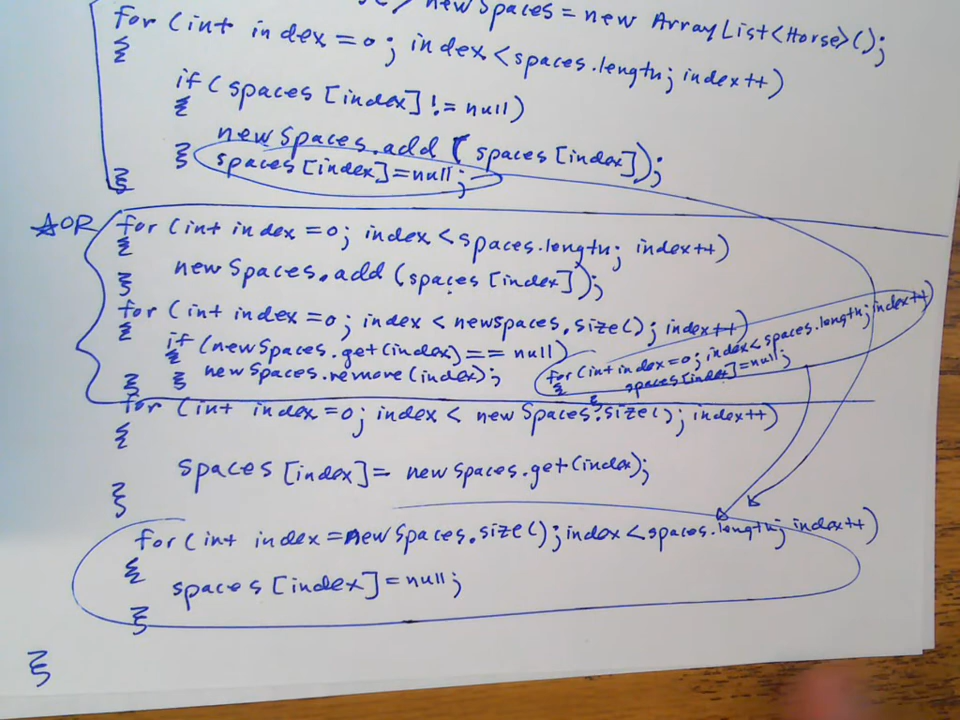 newSpaces = new ArrayList<Horse>();
for (int index = 0; index < spaces.length; index++)
{
if (spaces [index] != null)
{
newSpaces.add (spaces [index]);
} spaces [index] = null;
}
OR for (int index = 0; index < spaces.length; index++)
{
newSpaces.add (spaces [index]);
}
for (int index = 0; index < newSpaces.size(); index++)
{
if (newSpaces.get(index) == null)
{
newSpaces.remove (index);
} }
for (int index = 0; index < spaces.length; index++)
{ spaces [index] = null;
}
for (int index = 0; index < newSpaces.size(); index++)
{
spaces [index] = newSpaces.get(index);
}
for (int index = newSpaces.size(); index < spaces.length; index++)
{
spaces [index] = null;
}
}